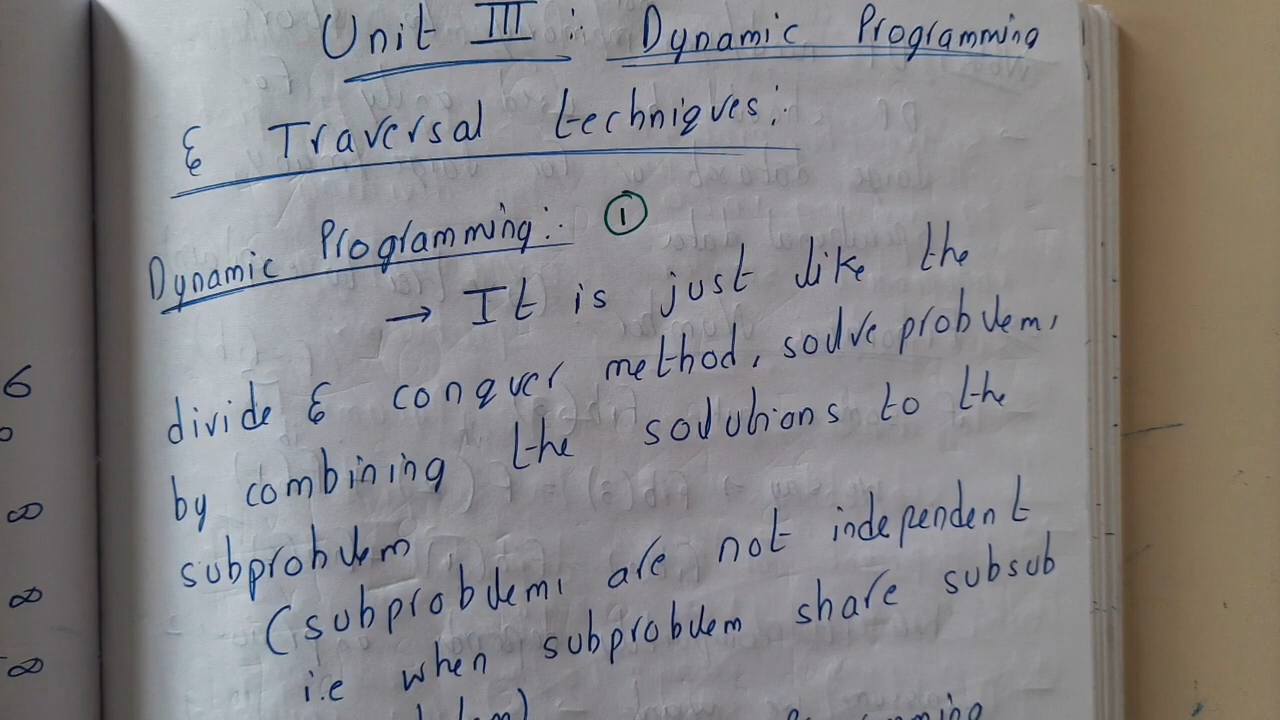 Unit III : Dynamic Programming
& Traversal techniques :
Dynamic Programming : 1
→ It is just like the
divide & conquer method, solve problems
by combining the solutions to the
subproblem
(subproblems are not independent
i.e when subproblem share subsub
6
∞
∞
-∞